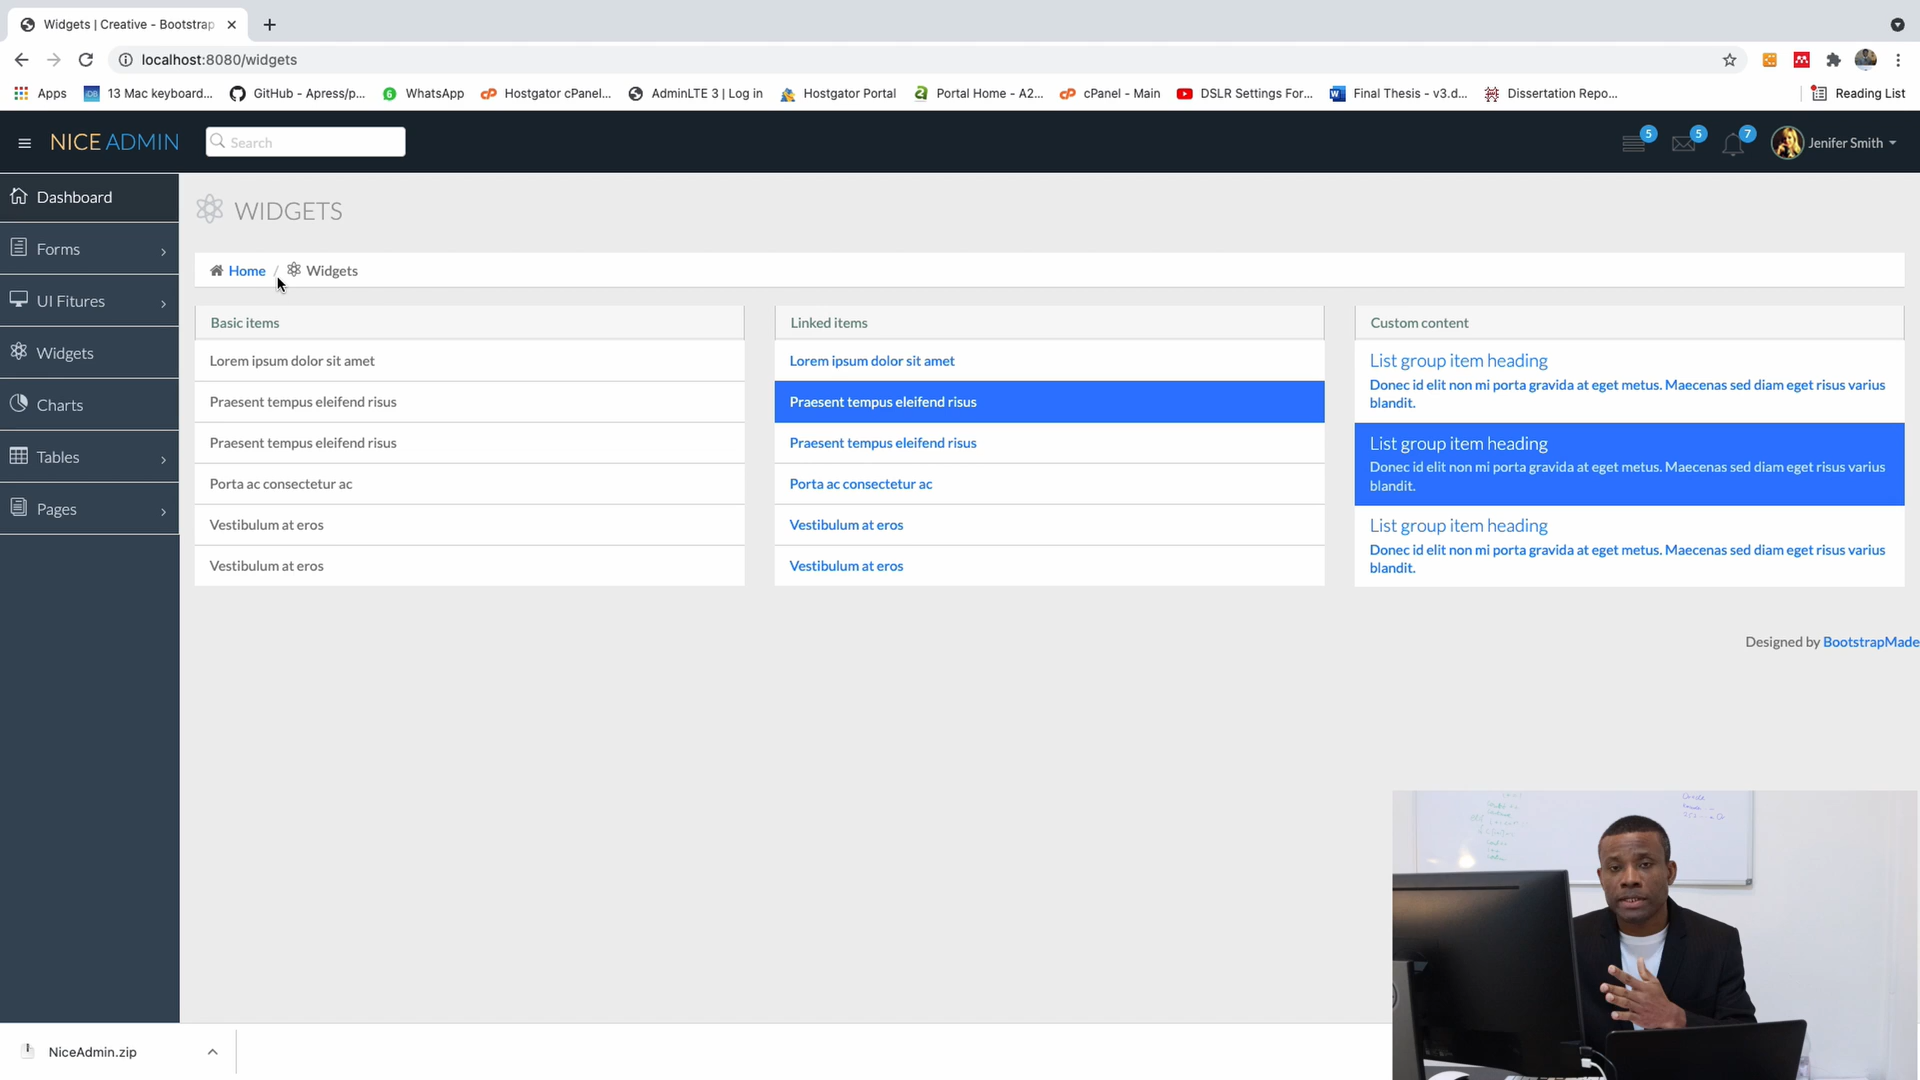 Widgets | Creative - Bootstrap
localhost:8080/widgets
Apps
13 Mac keyboard...
GitHub - Apress/p...
WhatsApp
Hostgator cPanel...
AdminLTE 3 | Log in
Hostgator Portal
Portal Home - A2...
cPanel - Main
DSLR Settings For...
Final Thesis - v3.d...
Dissertation Repo...
Reading List
NICE ADMIN
Search
5
5
7
Jenifer Smith
Dashboard
Forms
UI Fitures
Widgets
Charts
Tables
Pages
WIDGETS
Home / Widgets
Basic items
Lorem ipsum dolor sit amet
Praesent tempus eleifend risus
Praesent tempus eleifend risus
Porta ac consectetur ac
Vestibulum at eros
Vestibulum at eros
Linked items
Lorem ipsum dolor sit amet
Praesent tempus eleifend risus
Praesent tempus eleifend risus
Porta ac consectetur ac
Vestibulum at eros
Vestibulum at eros
Custom content
List group item heading
Donec id elit non mi porta gravida at eget metus. Maecenas sed diam eget risus varius
blandit.
List group item heading
Donec id elit non mi porta gravida at eget metus. Maecenas sed diam eget risus varius
blandit.
List group item heading
Donec id elit non mi porta gravida at eget metus. Maecenas sed diam eget risus varius
blandit.
Designed by BootstrapMade
NiceAdmin.zip